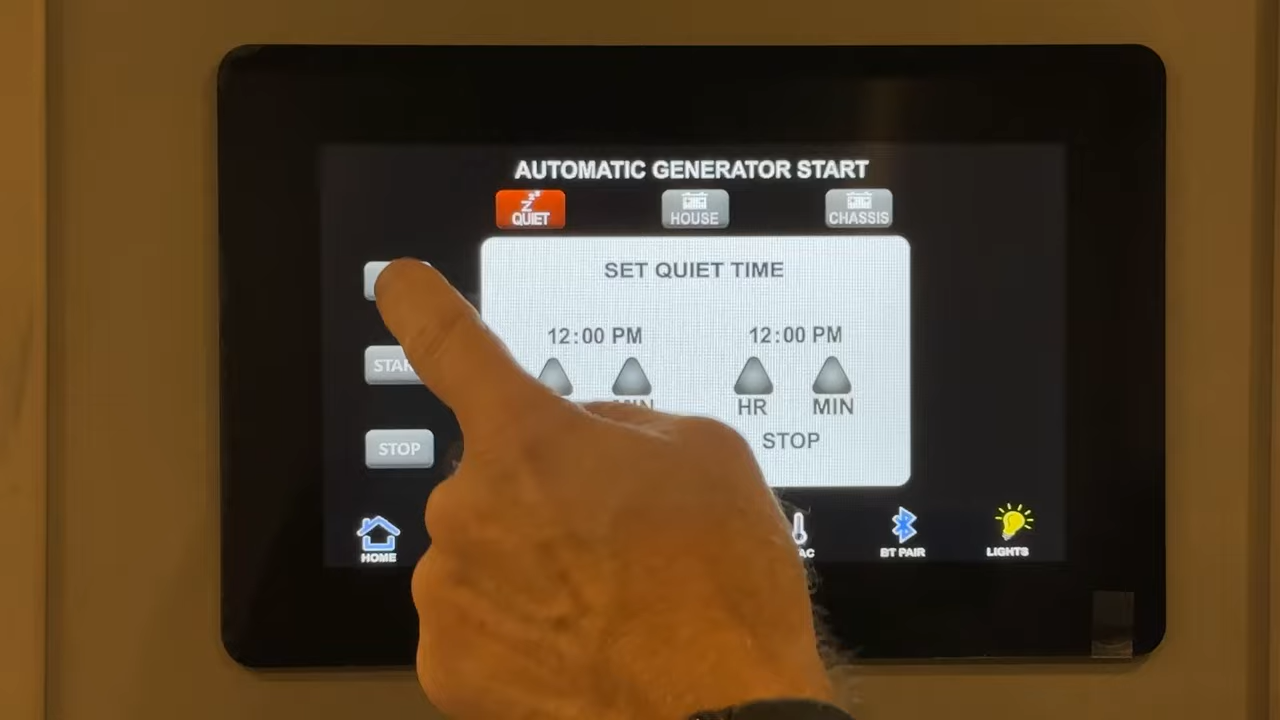 AUTOMATIC GENERATOR START
QUIET
HOUSE
CHASSIS
SET QUIET TIME
12:00 PM
12:00 PM
HR
MIN
STOP
STOP
HOME
BT PAIR
LIGHTS